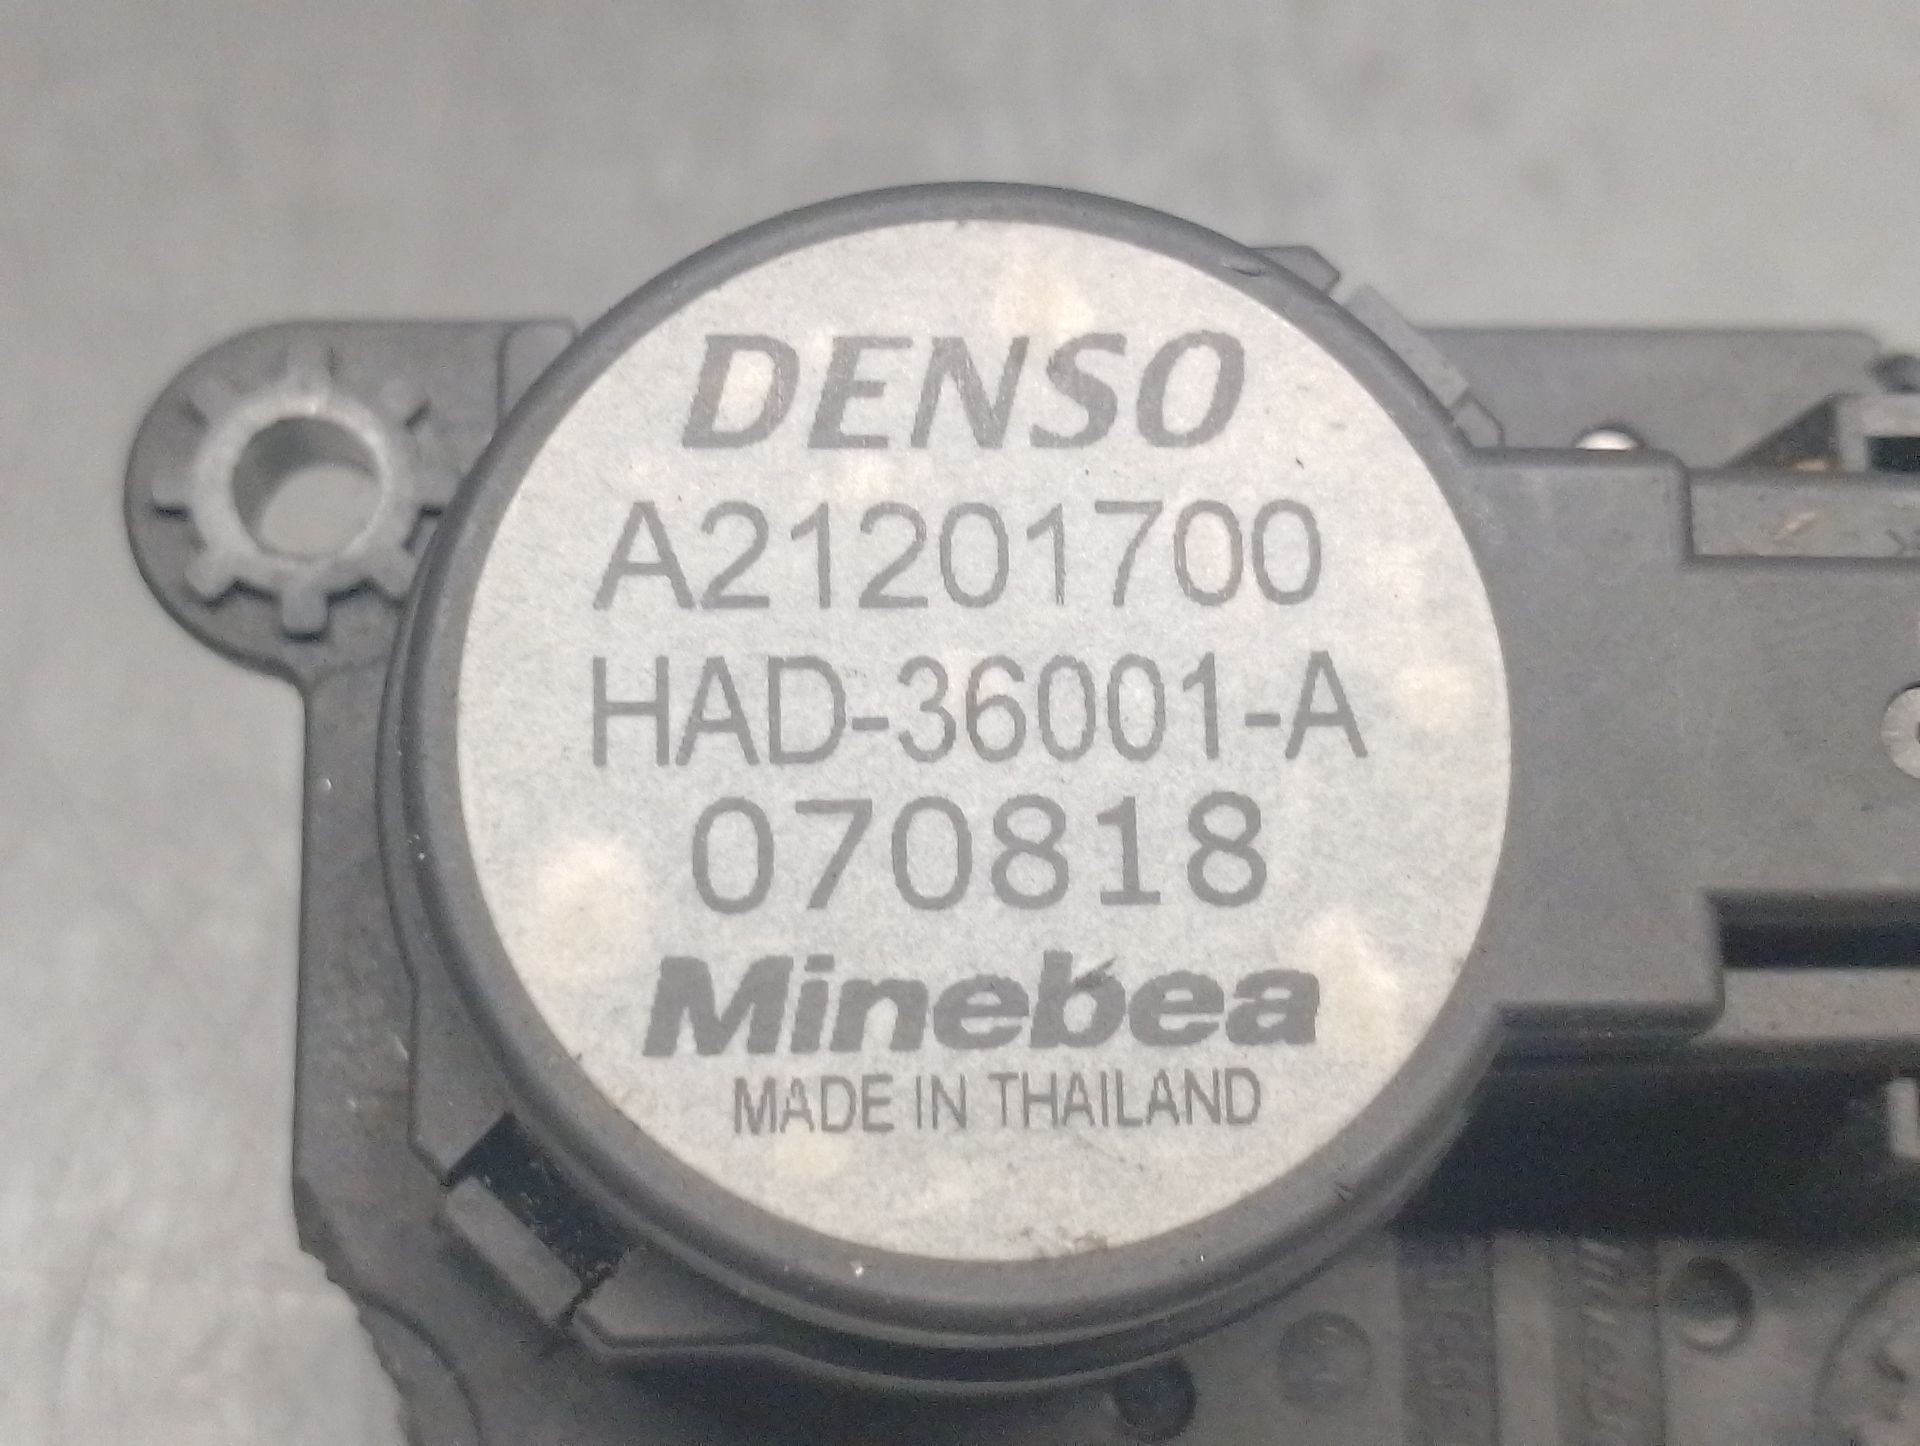 DENSO
A21201700
HAD-36001-A
070818
Minebea
MADE IN THAILAND